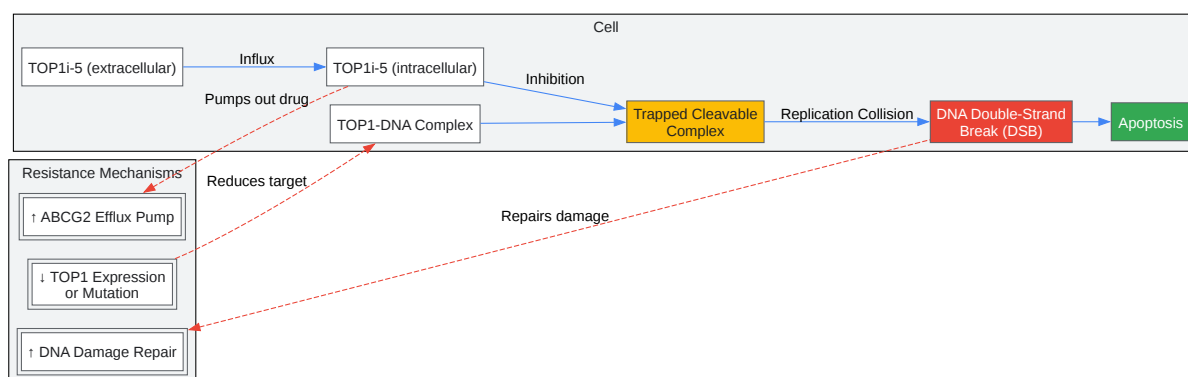 Cell
TOP1i-5 (extracellular)
Influx
TOP1i-5 (intracellular)
Inhibition
Pumps out drug
TOP1-DNA Complex
Trapped Cleavable
Complex
Replication Collision
DNA Double-Strand
Break (DSB)
Apoptosis
Resistance Mechanisms
Reduces target
↑ ABCG2 Efflux Pump
Repairs damage
↓ TOP1 Expression
or Mutation
↑ DNA Damage Repair